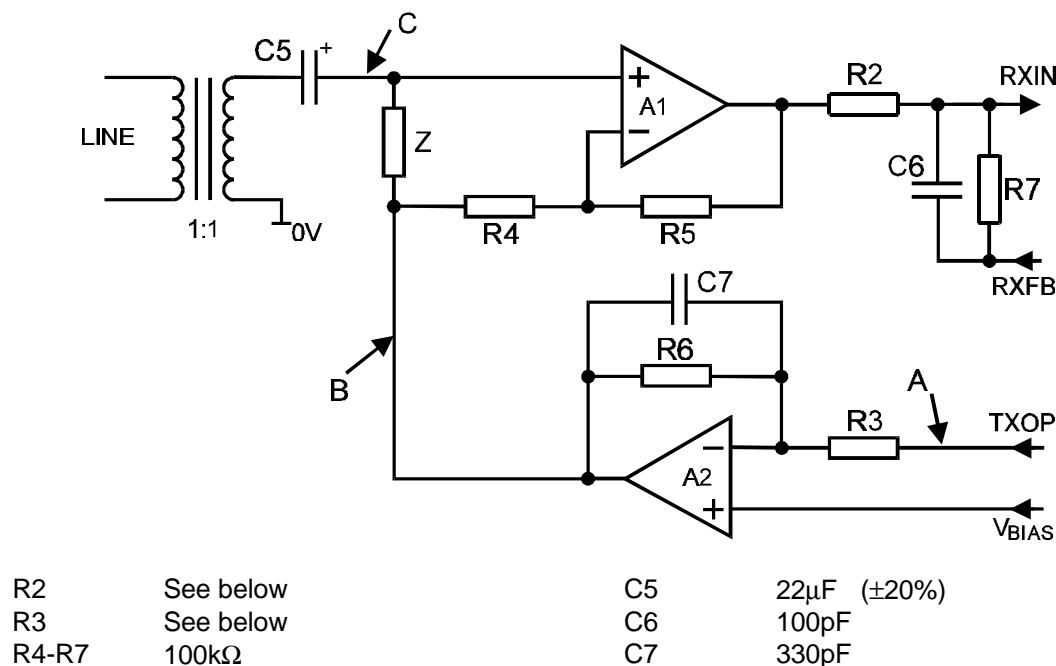 C
C5
+
R2
RXIN
+
A1
−
LINE
Z
C6
R7
R4
R5
1:1
0V
RXFB
C7
R6
B
A
R3
TXOP
−
A2
+
VBIAS
R2 See below C5 22µF (±20%)
R3 See below C6 100pF
R4-R7 100kΩ C7 330pF